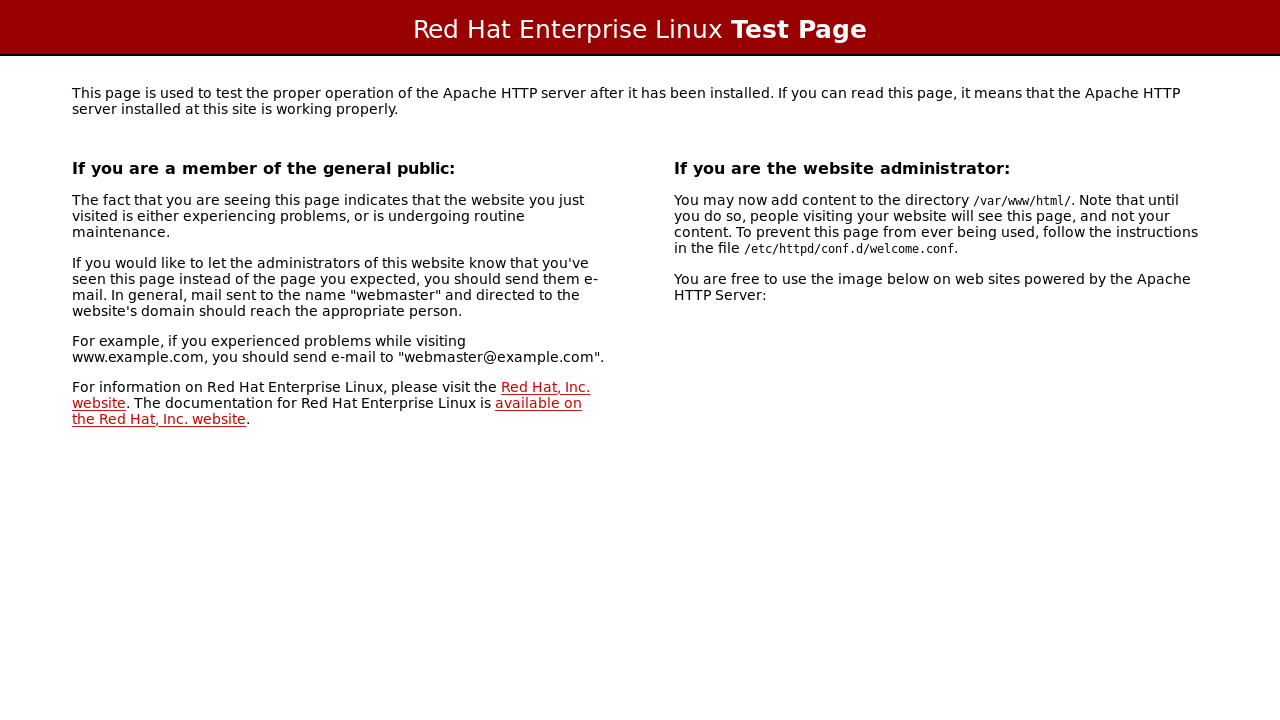 Red Hat Enterprise Linux Test Page
This page is used to test the proper operation of the Apache HTTP server after it has been installed. If you can read this page, it means that the Apache HTTP
server installed at this site is working properly.
If you are a member of the general public:
The fact that you are seeing this page indicates that the website you just
visited is either experiencing problems, or is undergoing routine
maintenance.
If you would like to let the administrators of this website know that you've
seen this page instead of the page you expected, you should send them e-
mail. In general, mail sent to the name "webmaster" and directed to the
website's domain should reach the appropriate person.
For example, if you experienced problems while visiting
www.example.com, you should send e-mail to "webmaster@example.com".
For information on Red Hat Enterprise Linux, please visit the Red Hat, Inc.
website. The documentation for Red Hat Enterprise Linux is available on
the Red Hat, Inc. website.
If you are the website administrator:
You may now add content to the directory /var/www/html/. Note that until
you do so, people visiting your website will see this page, and not your
content. To prevent this page from ever being used, follow the instructions
in the file /etc/httpd/conf.d/welcome.conf.
You are free to use the image below on web sites powered by the Apache
HTTP Server: